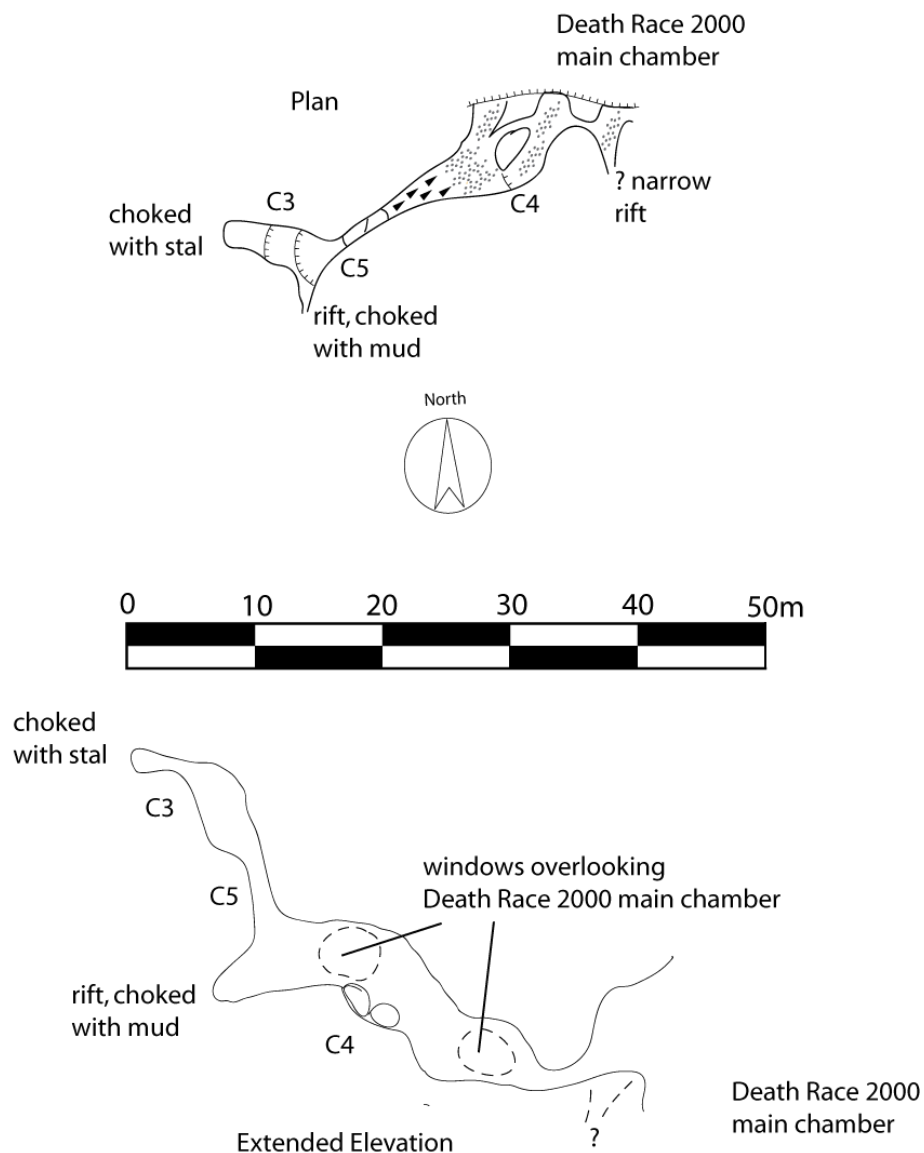 Death Race 2000
main chamber
Plan
C3
choked
with stal
C4
? narrow
rift
C5
rift, choked
with mud
North
0 10 20 30 40 50m
choked
with stal
C3
windows overlooking
Death Race 2000 main chamber
C5
rift, choked
with mud
C4
Death Race 2000
main chamber
?
Extended Elevation